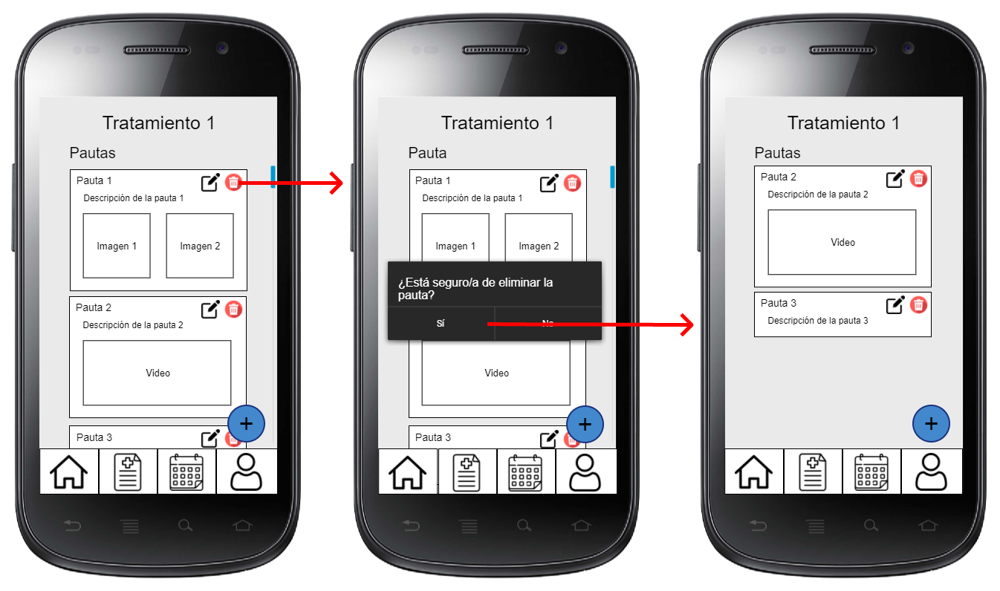 Tratamiento 1
Pautas
Pauta 1
Descripción de la pauta 1
Imagen 1
Imagen 2
Pauta 2
Descripción de la pauta 2
Video
Pauta 3
+
Tratamiento 1
Pauta
Pauta 1
Descripción de la pauta 1
Imagen 1
Imagen 2
¿Está seguro/a de eliminar la
pauta?
Sí
No
Video
Pauta 3
+
Tratamiento 1
Pautas
Pauta 2
Descripción de la pauta 2
Video
Pauta 3
Descripción de la pauta 3
+